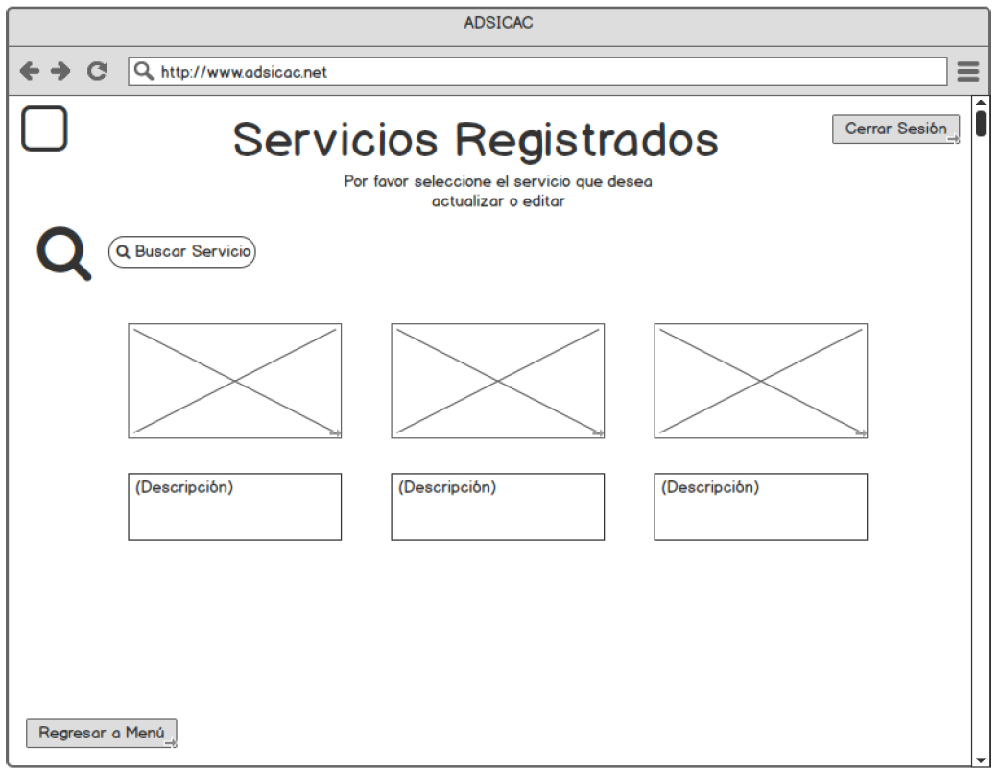 ADSICAC
http://www.adsicac.net
Servicios Registrados
Cerrar Sesión
Por favor seleccione el servicio que desea
actualizar o editar
Buscar Servicio
(Descripción)
(Descripción)
(Descripción)
Regresar a Menú